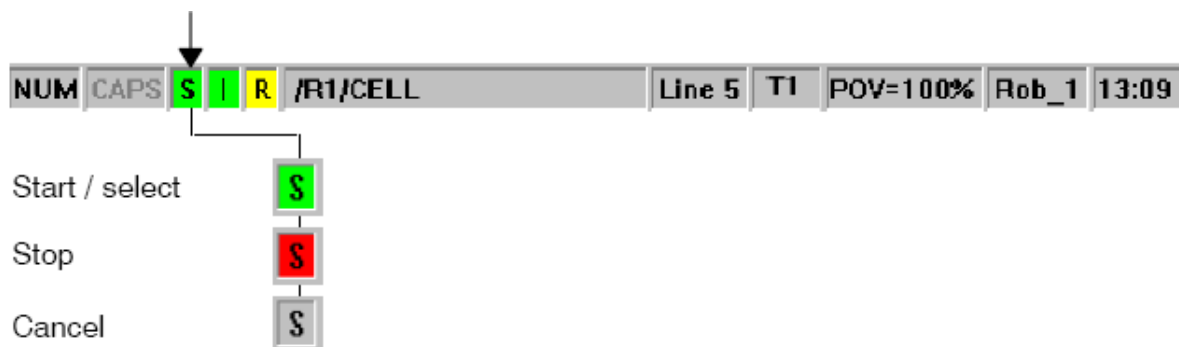 NUM CAPS S I R /R1/CELL Line 5 T1 POV=100% Rob_1 13:09
Start / select S
Stop S
Cancel S